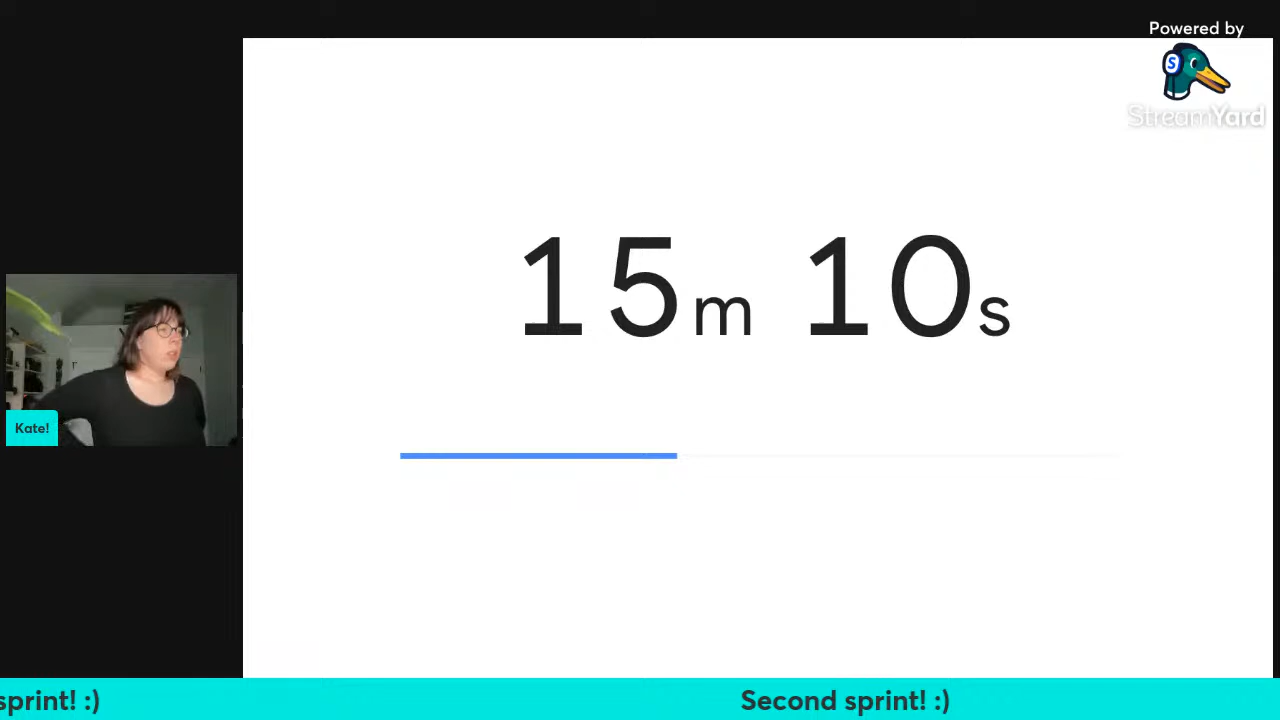 Powered by
S
StreamYard
15m 10s
Kate!
sprint! :)
Second sprint! :)